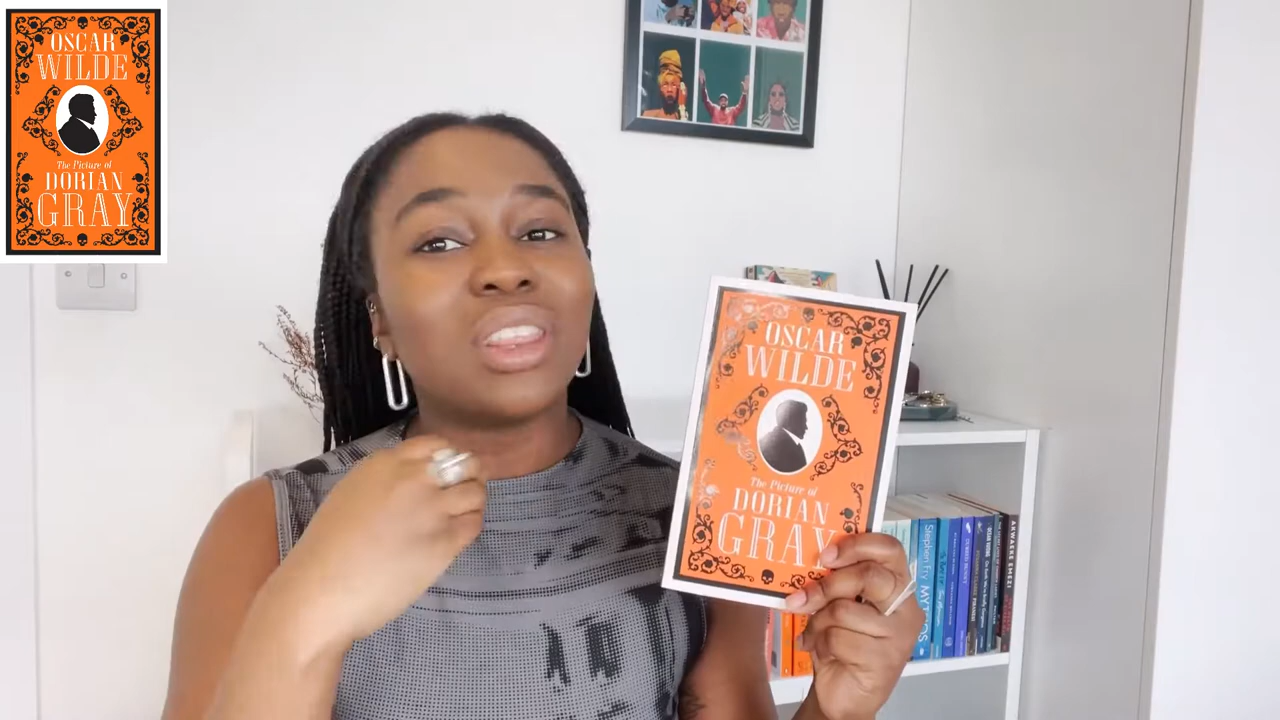 OSCAR
WILDE
The Picture of
DORIAN
GRAY
OSCAR
WILDE
The Picture of
DORIAN
GRAY
Stephen Fry MYTHOS
AKWAEKE EMEZI